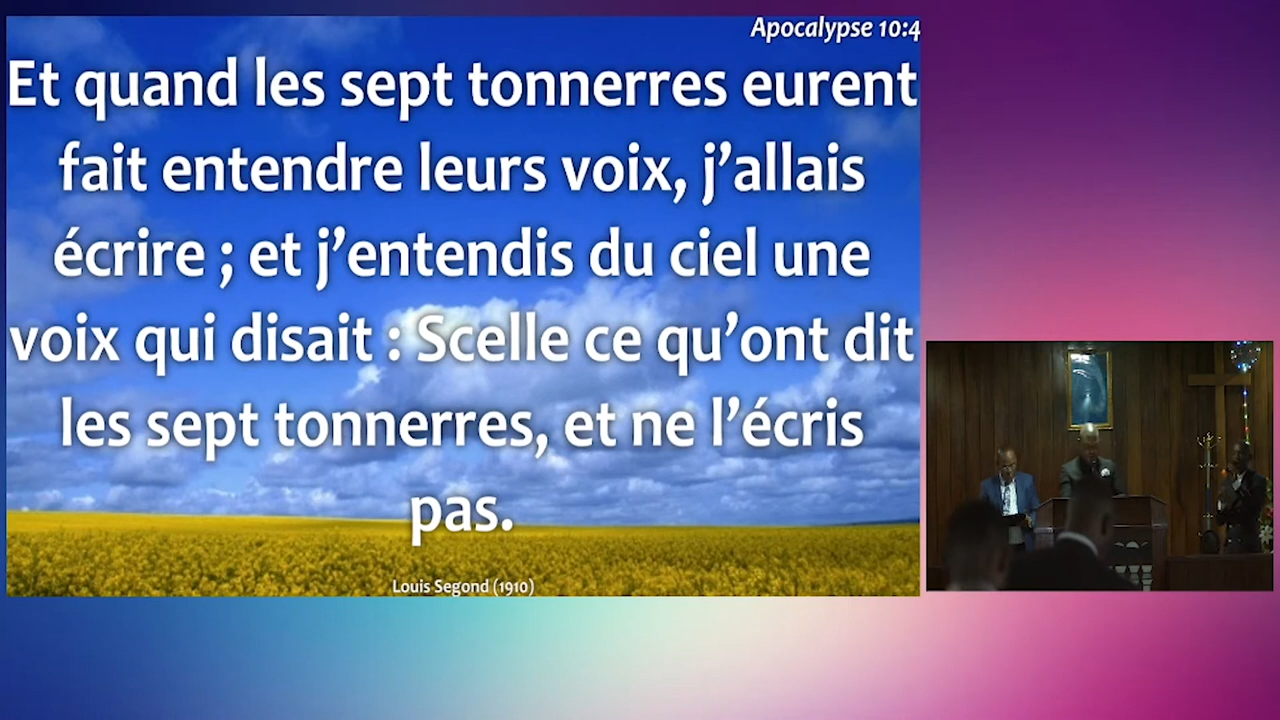 Apocalypse 10:4
Et quand les sept tonnerres eurent
fait entendre leurs voix, j’allais
écrire ; et j’entendis du ciel une
voix qui disait : Scelle ce qu’ont dit
les sept tonnerres, et ne l’écris
pas.
Louis Segond (1910)